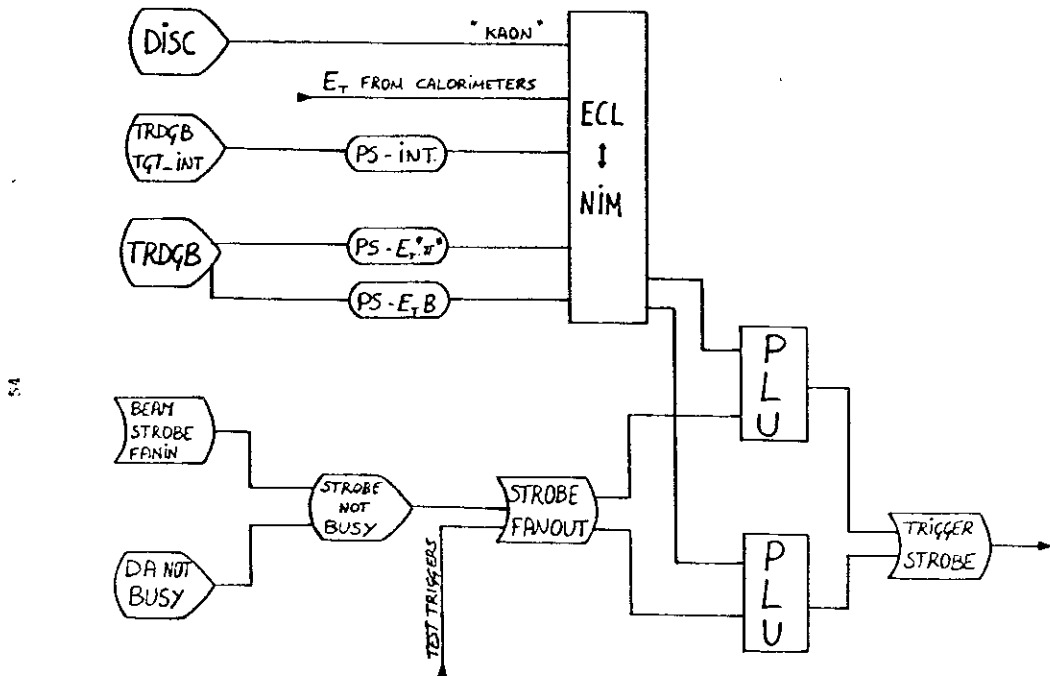 DISC
"KAON"
E_T FROM CALORIMETERS
TRDGB
TGT_INT
PS-INT.
ECL
↕
NIM
TRDGB
PS-E_T"π"
PS-E_T B
P
L
U
54
BEAM
STROBE
FANIN
STROBE
NOT
BUSY
STROBE
FANOUT
DA NOT
BUSY
TEST TRIGGERS
P
L
U
TRIGGER
STROBE